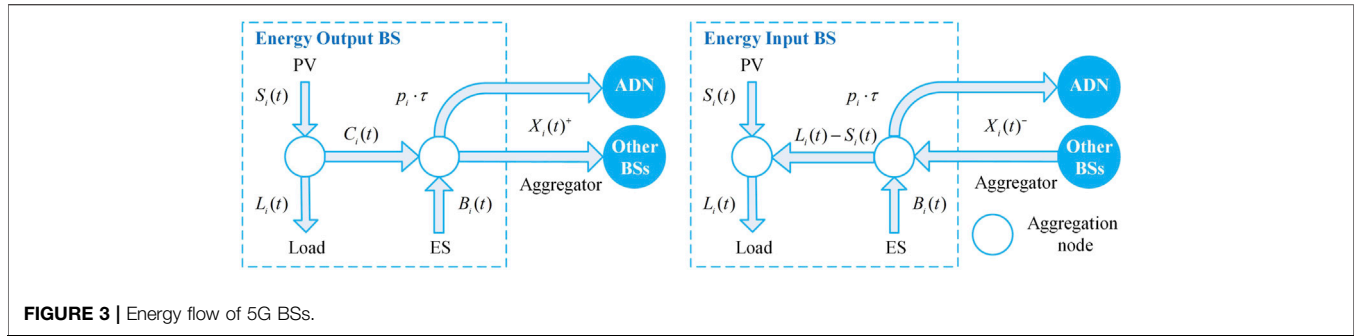 Energy Output BS
PV
S_i(t)
p_i · τ
ADN
C_i(t)
X_i(t)^+
Other
BSs
Aggregator
L_i(t)
B_i(t)
Load
ES
Energy Input BS
PV
S_i(t)
p_i · τ
ADN
L_i(t) − S_i(t)
X_i(t)^−
Other
BSs
Aggregator
L_i(t)
B_i(t)
Load
ES
Aggregation
node
FIGURE 3 | Energy flow of 5G BSs.